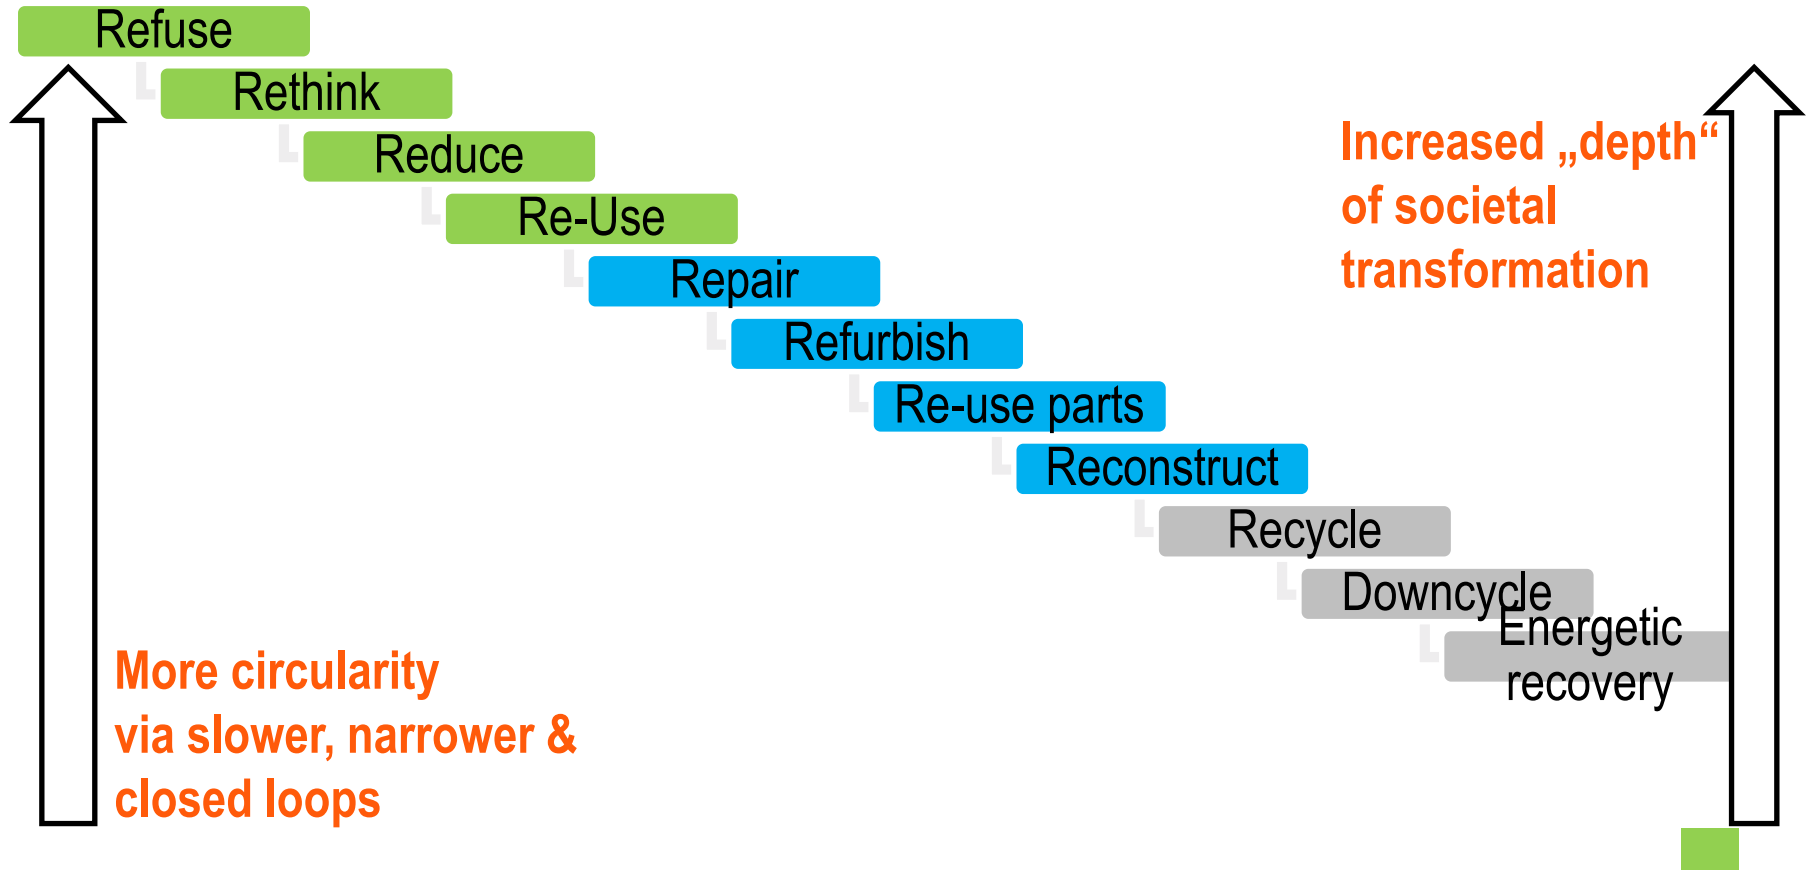 Refuse
Rethink
Reduce
Re-Use
Repair
Refurbish
Re-use parts
Reconstruct
Recycle
Downcycle
Energetic
recovery
Increased „depth“
of societal
transformation
More circularity
via slower, narrower &
closed loops